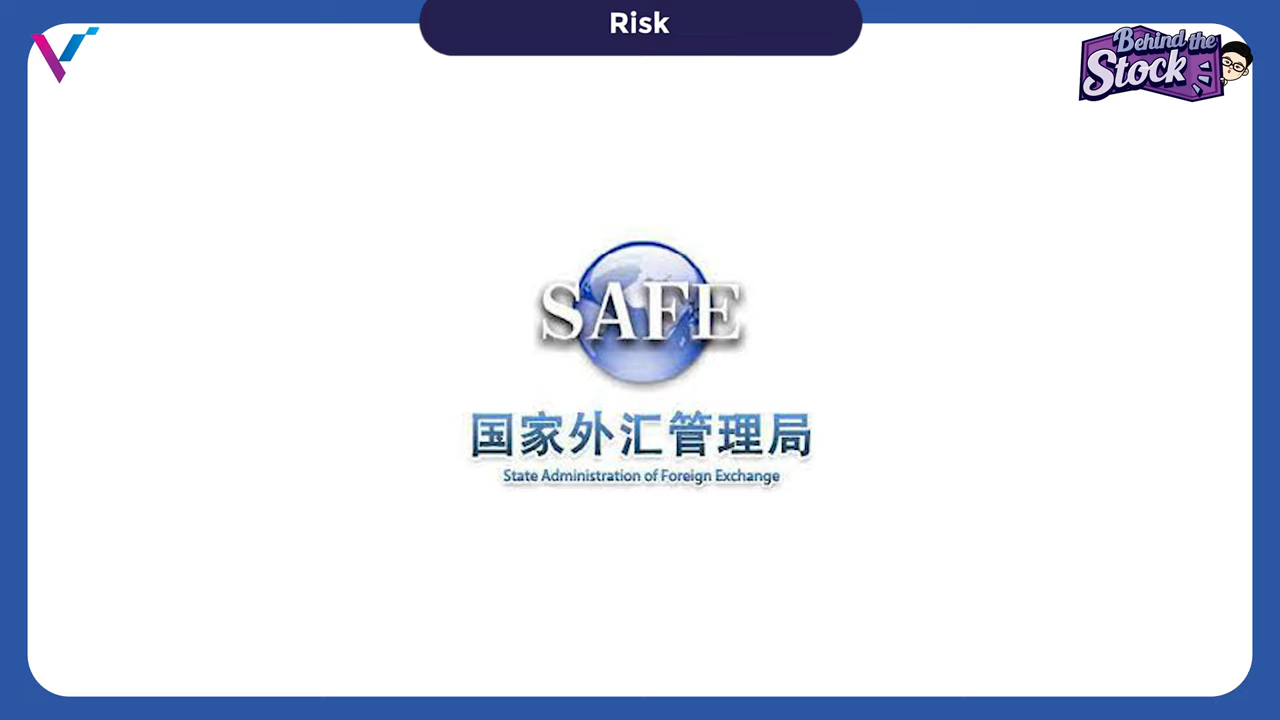 Risk
Behind the
Stock
SAFE
国家外汇管理局
State Administration of Foreign Exchange